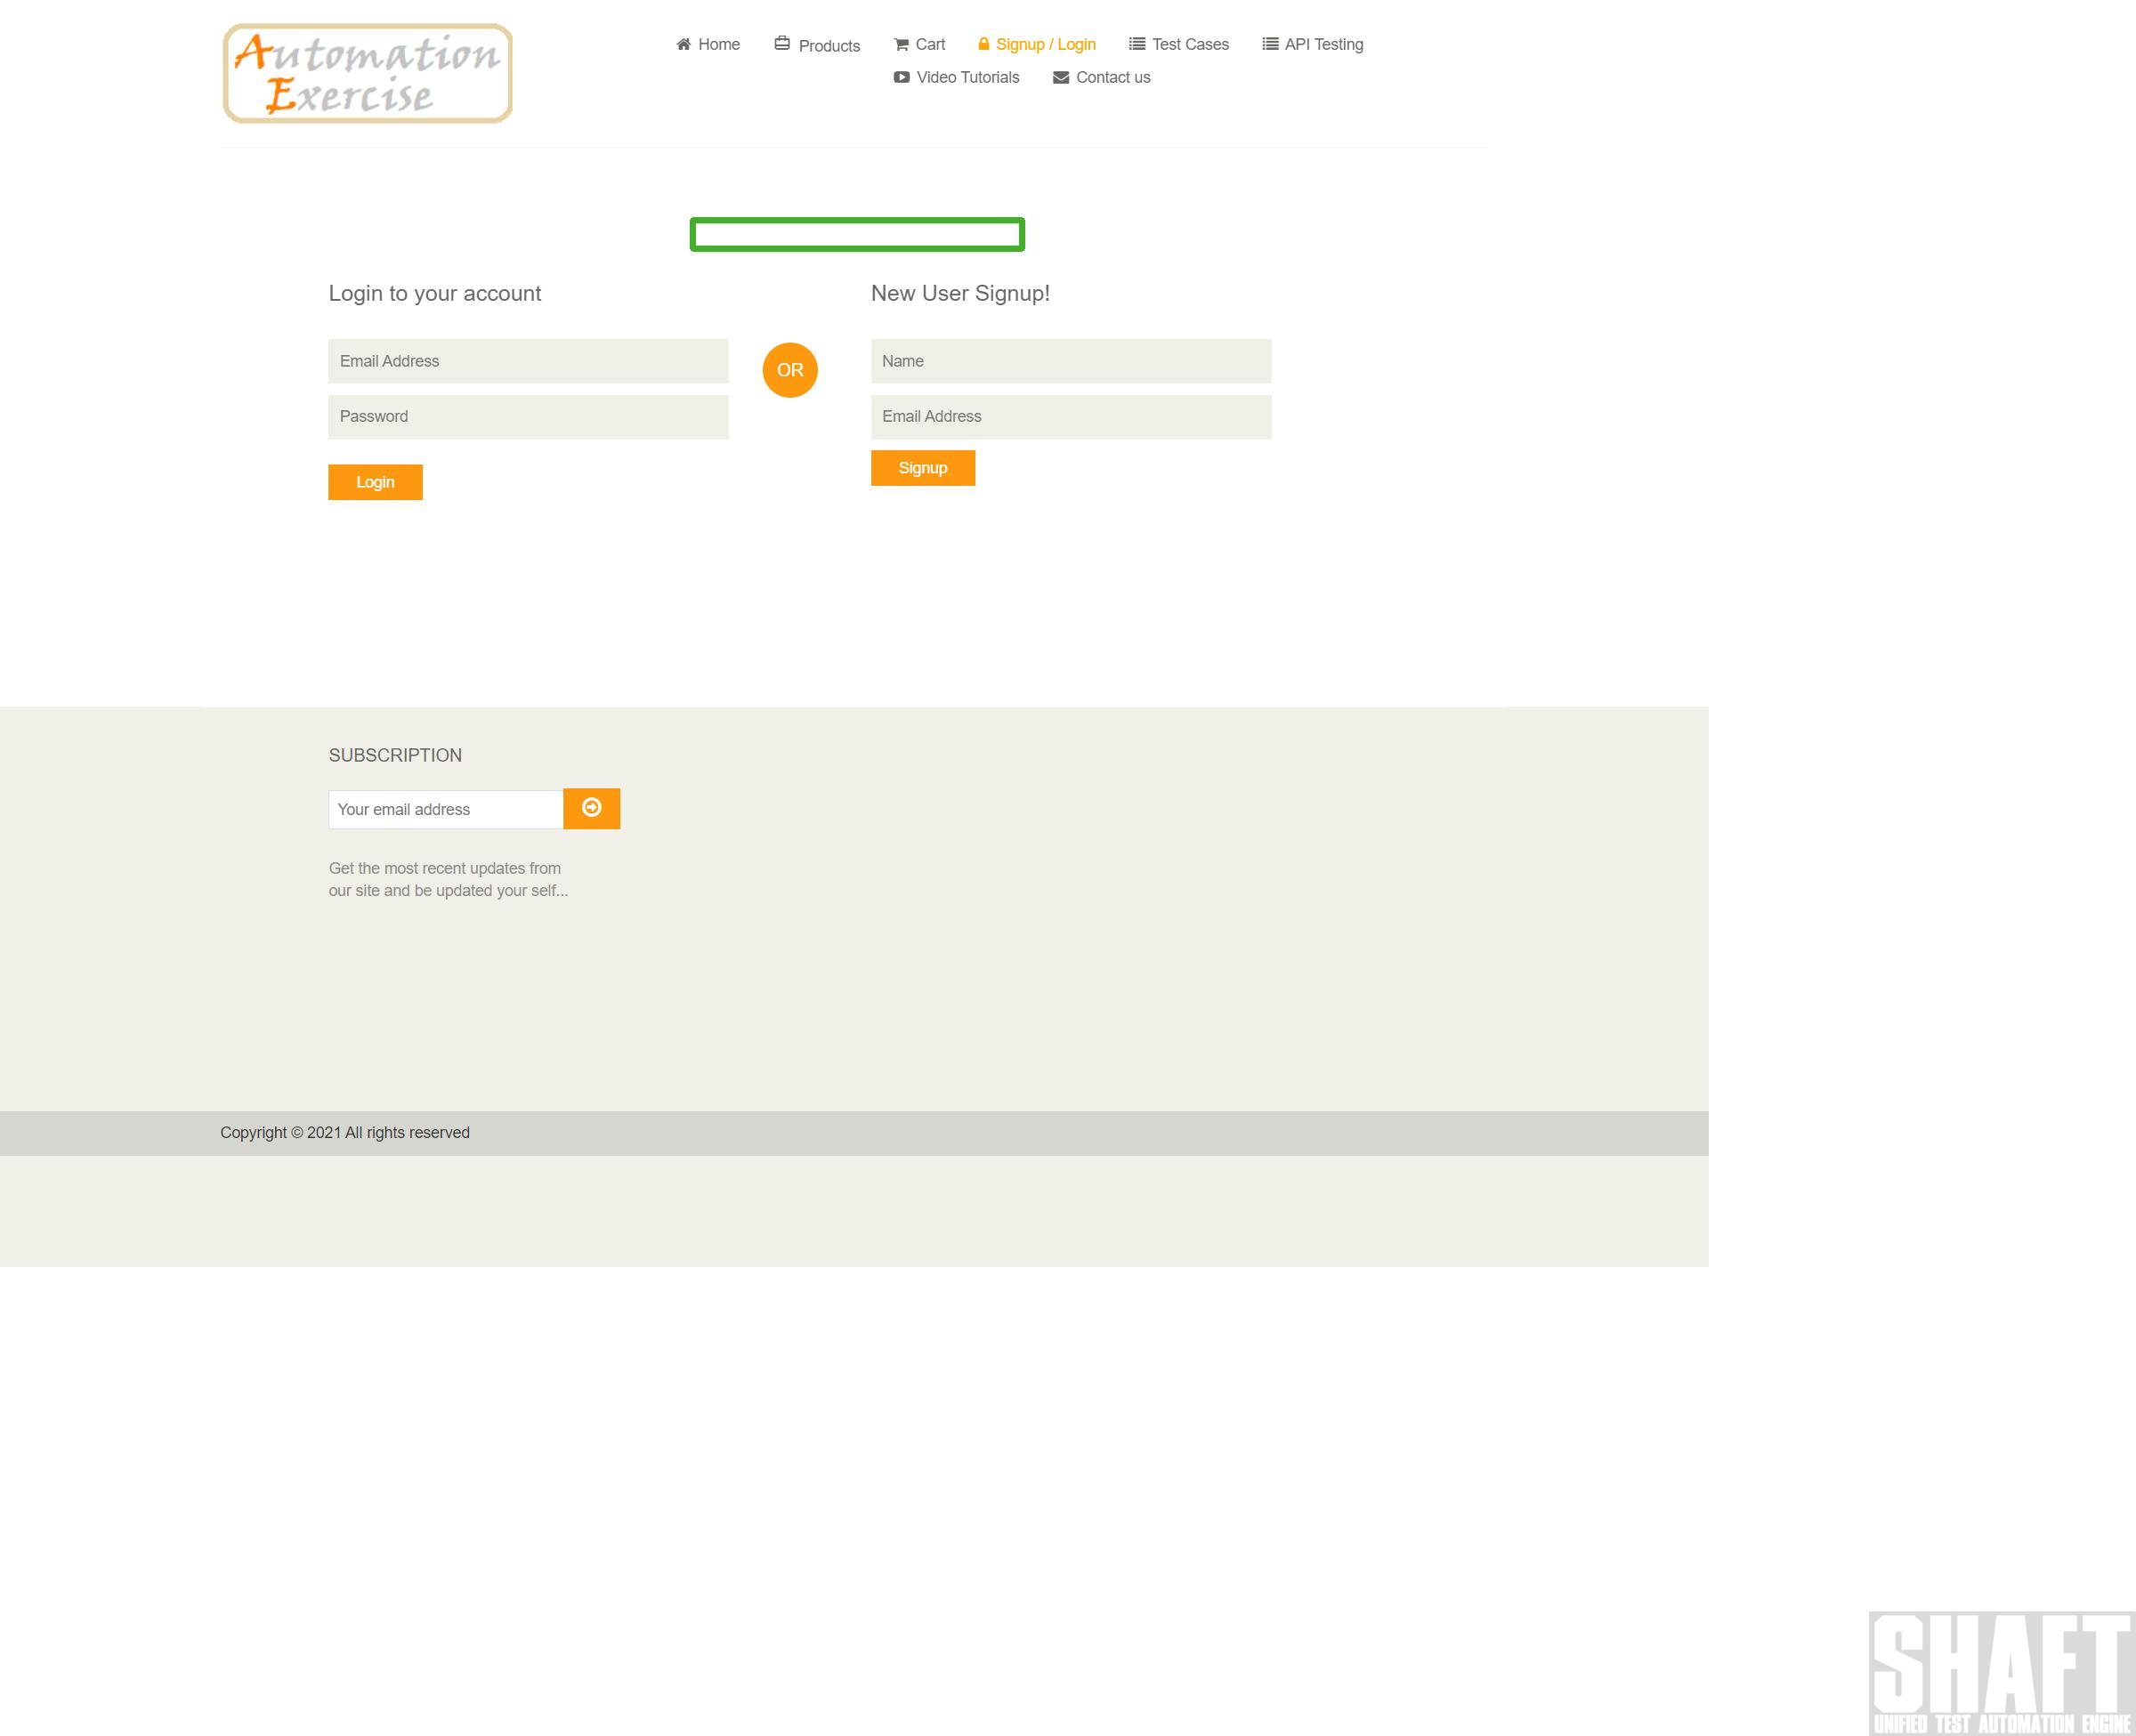 Automation
Exercise
Home
Products
Cart
Signup / Login
Test Cases
API Testing
Video Tutorials
Contact us
Login to your account
Email Address
Password
Login
OR
New User Signup!
Name
Email Address
Signup
SUBSCRIPTION
Your email address
Get the most recent updates from
our site and be updated your self...
Copyright © 2021 All rights reserved
SHAFT
UNIFIED TEST AUTOMATION ENGINE